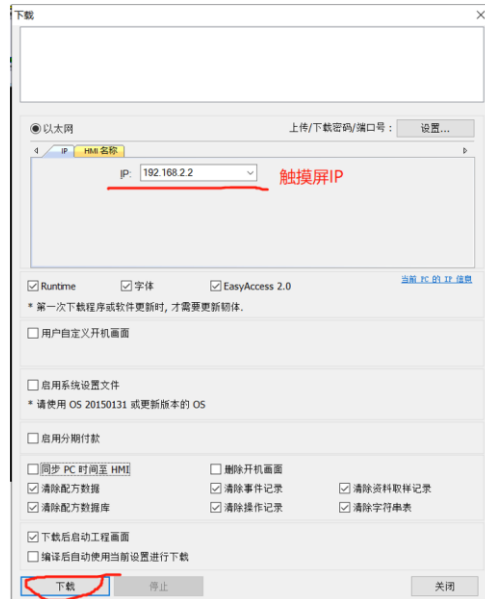 下载
以太网
上传/下载密码/端口号：
设置...
IP
HMI 名称
IP:
192.168.2.2
触摸屏IP
Runtime
字体
EasyAccess 2.0
当前 PC 的 IP 信息
* 第一次下载程序或软件更新时, 才需要更新韧体.
用户自定义开机画面
启用系统设置文件
* 请使用 OS 20150131 或更新版本的 OS
启用分期付款
同步 PC 时间至 HMI
删除开机画面
清除配方数据
清除事件记录
清除资料取样记录
清除配方数据库
清除操作记录
清除字符串表
下载后启动工程画面
编译后自动使用当前设置进行下载
下载
停止
关闭